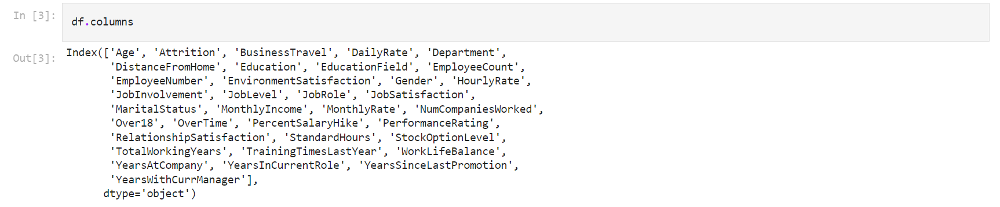 In [3]:
df.columns
Out[3]:
Index(['Age', 'Attrition', 'BusinessTravel', 'DailyRate', 'Department',
'DistanceFromHome', 'Education', 'EducationField', 'EmployeeCount',
'EmployeeNumber', 'EnvironmentSatisfaction', 'Gender', 'HourlyRate',
'JobInvolvement', 'JobLevel', 'JobRole', 'JobSatisfaction',
'MaritalStatus', 'MonthlyIncome', 'MonthlyRate', 'NumCompaniesWorked',
'Over18', 'OverTime', 'PercentSalaryHike', 'PerformanceRating',
'RelationshipSatisfaction', 'StandardHours', 'StockOptionLevel',
'TotalWorkingYears', 'TrainingTimesLastYear', 'WorkLifeBalance',
'YearsAtCompany', 'YearsInCurrentRole', 'YearsSinceLastPromotion',
'YearsWithCurrManager'],
dtype='object')